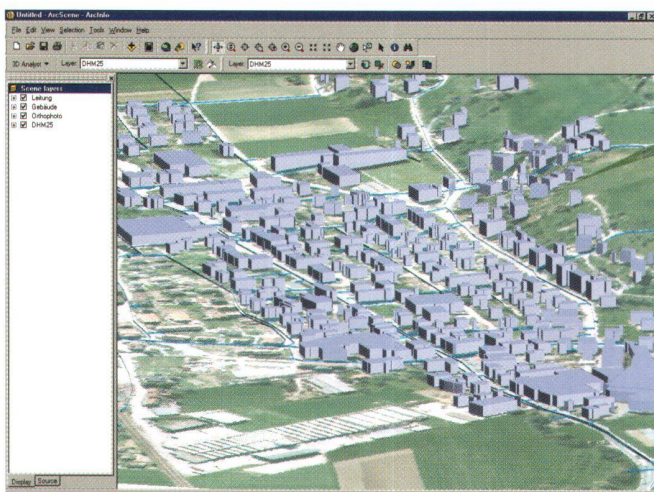 Untitled - ArcScene - ArcInfo
File Edit View Selection Tools Window Help
3D Analyst Layer: DHM25 Layer: DHM25
Scene layers
Leitung
Gebäude
Orthophoto
DHM25
Display Source